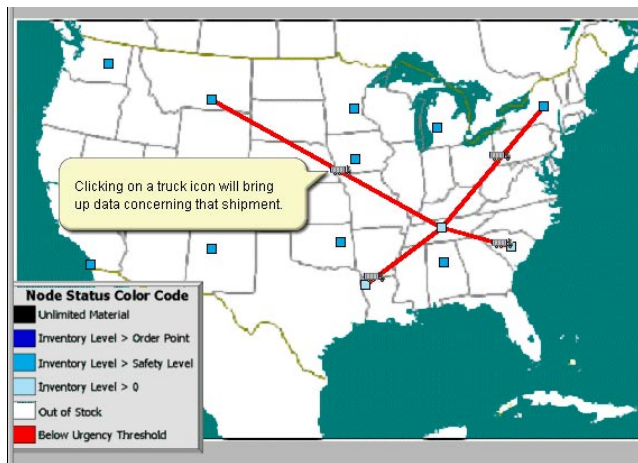 Clicking on a truck icon will bring
up data concerning that shipment.
Node Status Color Code
Unlimited Material
Inventory Level > Order Point
Inventory Level > Safety Level
Inventory Level > 0
Out of Stock
Below Urgency Threshold